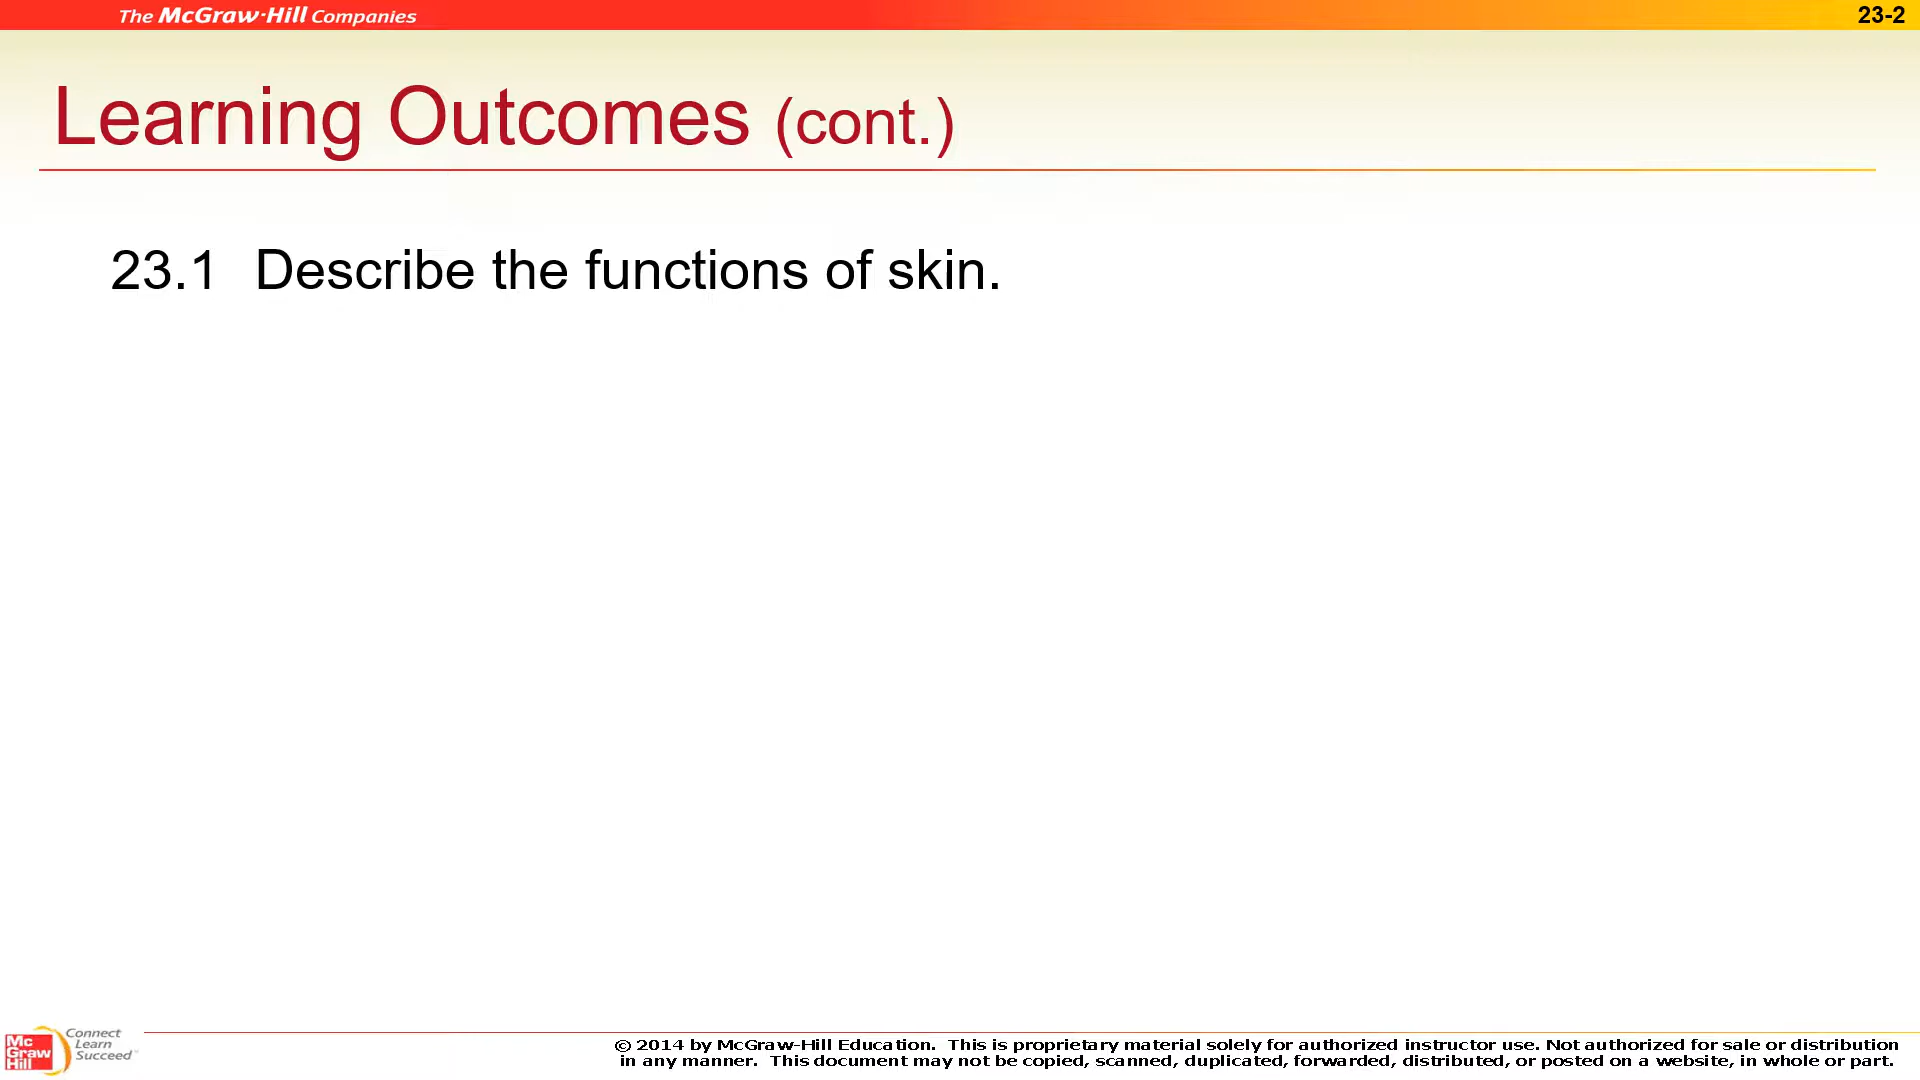 The McGraw·Hill Companies
23-2
Learning Outcomes (cont.)
23.1 Describe the functions of skin.
Mc
Graw
Hill
Connect
Learn
Succeed™
© 2014 by McGraw-Hill Education. This is proprietary material solely for authorized instructor use. Not authorized for sale or distribution
in any manner. This document may not be copied, scanned, duplicated, forwarded, distributed, or posted on a website, in whole or part.